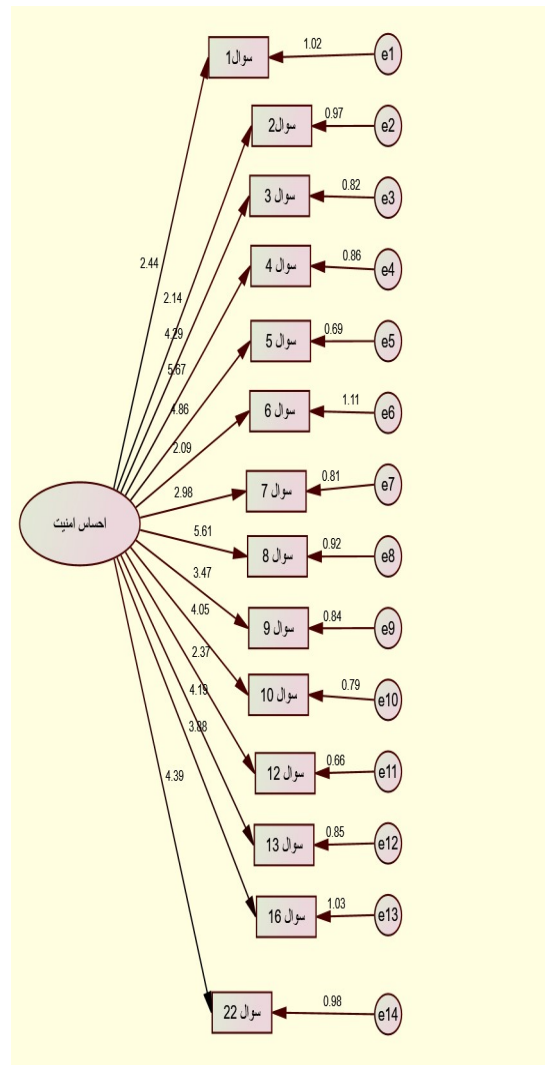 سوال1
1.02
e1
سوال2
0.97
e2
سوال 3
0.82
e3
سوال 4
0.86
e4
سوال 5
0.69
e5
سوال 6
1.11
e6
سوال 7
0.81
e7
سوال 8
0.92
e8
سوال 9
0.84
e9
سوال 10
0.79
e10
سوال 12
0.66
e11
سوال 13
0.85
e12
سوال 16
1.03
e13
سوال 22
0.98
e14
2.44
2.14
4.29
5.67
4.86
2.09
2.98
5.61
3.47
4.05
2.37
4.19
3.88
4.39
احساس امنیت